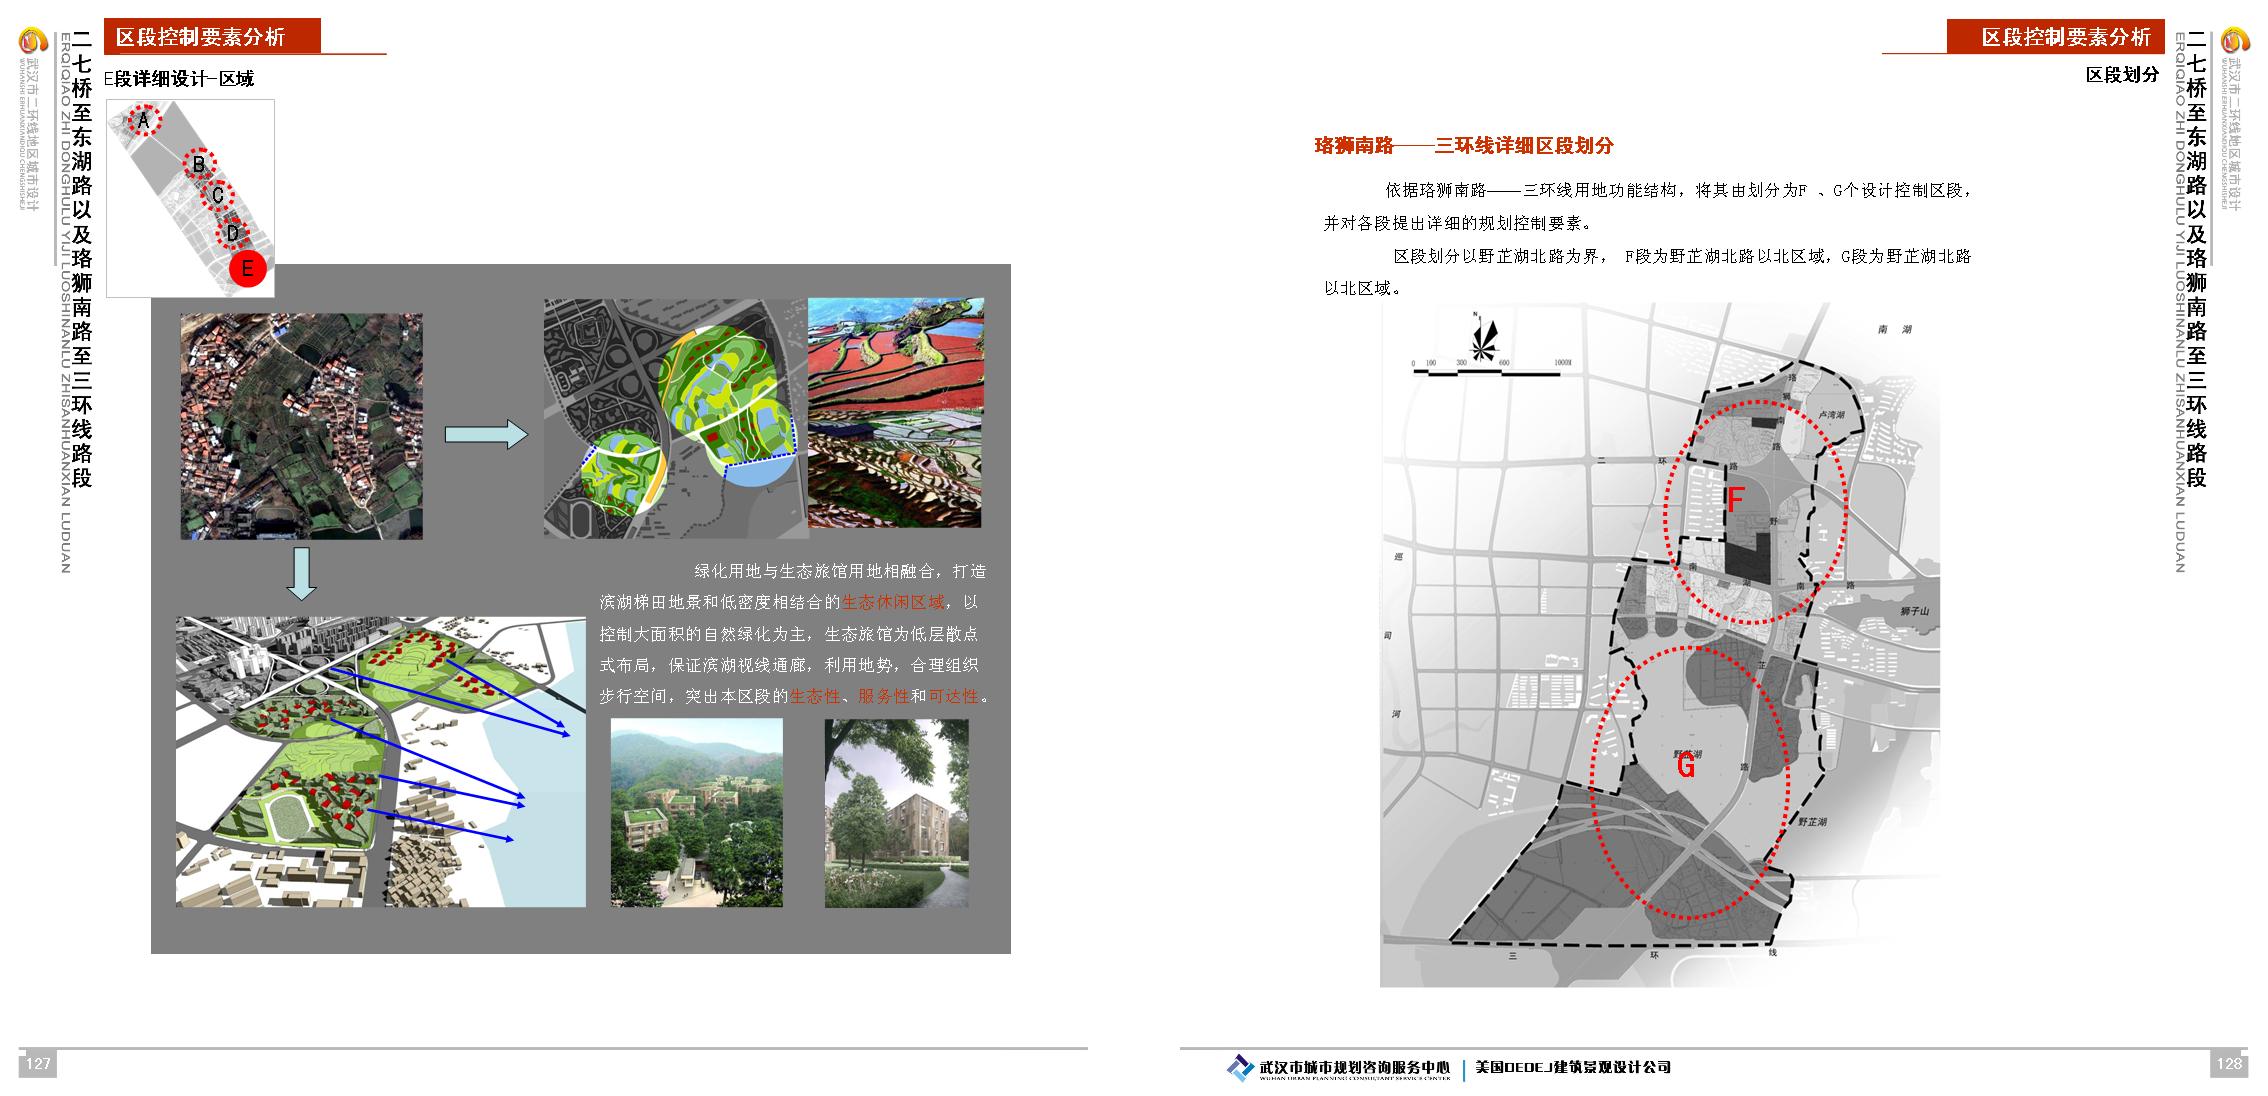 区段控制要素分析
E段详细设计-区域
二七桥至东湖路以及珞狮南路至三环线路段
ERQIQIAO ZHI DONGHULU YIJI LUOSHINANLU ZHISANHUANXIAN LUDUAN
武汉市二环线地区城市设计
A
B
C
D
E
绿化用地与生态旅馆用地相融合，打造
滨湖梯田地景和低密度相结合的生态休闲区域，以
控制大面积的自然绿化为主，生态旅馆为低层散点
式布局，保证滨湖视线通廊，利用地势，合理组织
步行空间，突出本区段的生态性、服务性和可达性。
127
区段控制要素分析
区段划分
二七桥至东湖路以及珞狮南路至三环线路段
ERQIQIAO ZHI DONGHULU YIJI LUOSHINANLU ZHISANHUANXIAN LUDUAN
武汉市二环线地区城市设计
珞狮南路——三环线详细区段划分
依据珞狮南路——三环线用地功能结构，将其由划分为F 、G个设计控制区段，
并对各段提出详细的规划控制要素。
区段划分以野芷湖北路为界， F段为野芷湖北路以北区域，G段为野芷湖北路
以北区域。
N
0 100 300 600 1000M
南 湖
珞
狮
南
路
卢湾湖
二 环 路
F
野
南 湖 南 路
巡
司
河
狮子山
芷
野芷湖
G
路
野芷湖
三 环 线
武汉市城市规划咨询服务中心
WUHAN URBAN PLANNING CONSULTANT SERVICE CENTER
美国DEDEJ建筑景观设计公司
128